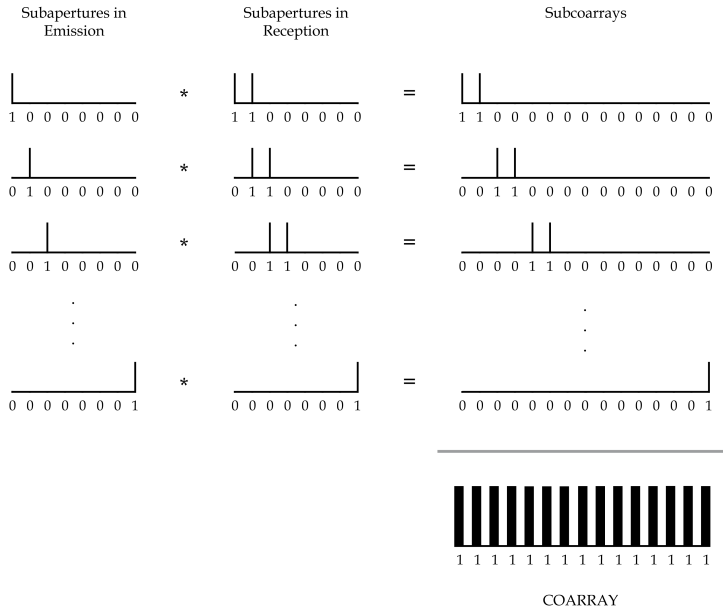 Subapertures in
Emission
Subapertures in
Reception
Subcoarrays
* =
1 0 0 0 0 0 0 0 1 1 0 0 0 0 0 0 1 1 0 0 0 0 0 0 0 0 0 0 0 0 0
* =
0 1 0 0 0 0 0 0 0 1 1 0 0 0 0 0 0 0 1 1 0 0 0 0 0 0 0 0 0 0 0
* =
0 0 1 0 0 0 0 0 0 0 1 1 0 0 0 0 0 0 0 0 1 1 0 0 0 0 0 0 0 0 0
. . .
. . .
. . .
* =
0 0 0 0 0 0 0 1 0 0 0 0 0 0 0 1 0 0 0 0 0 0 0 0 0 0 0 0 0 0 1
1 1 1 1 1 1 1 1 1 1 1 1 1 1 1
COARRAY